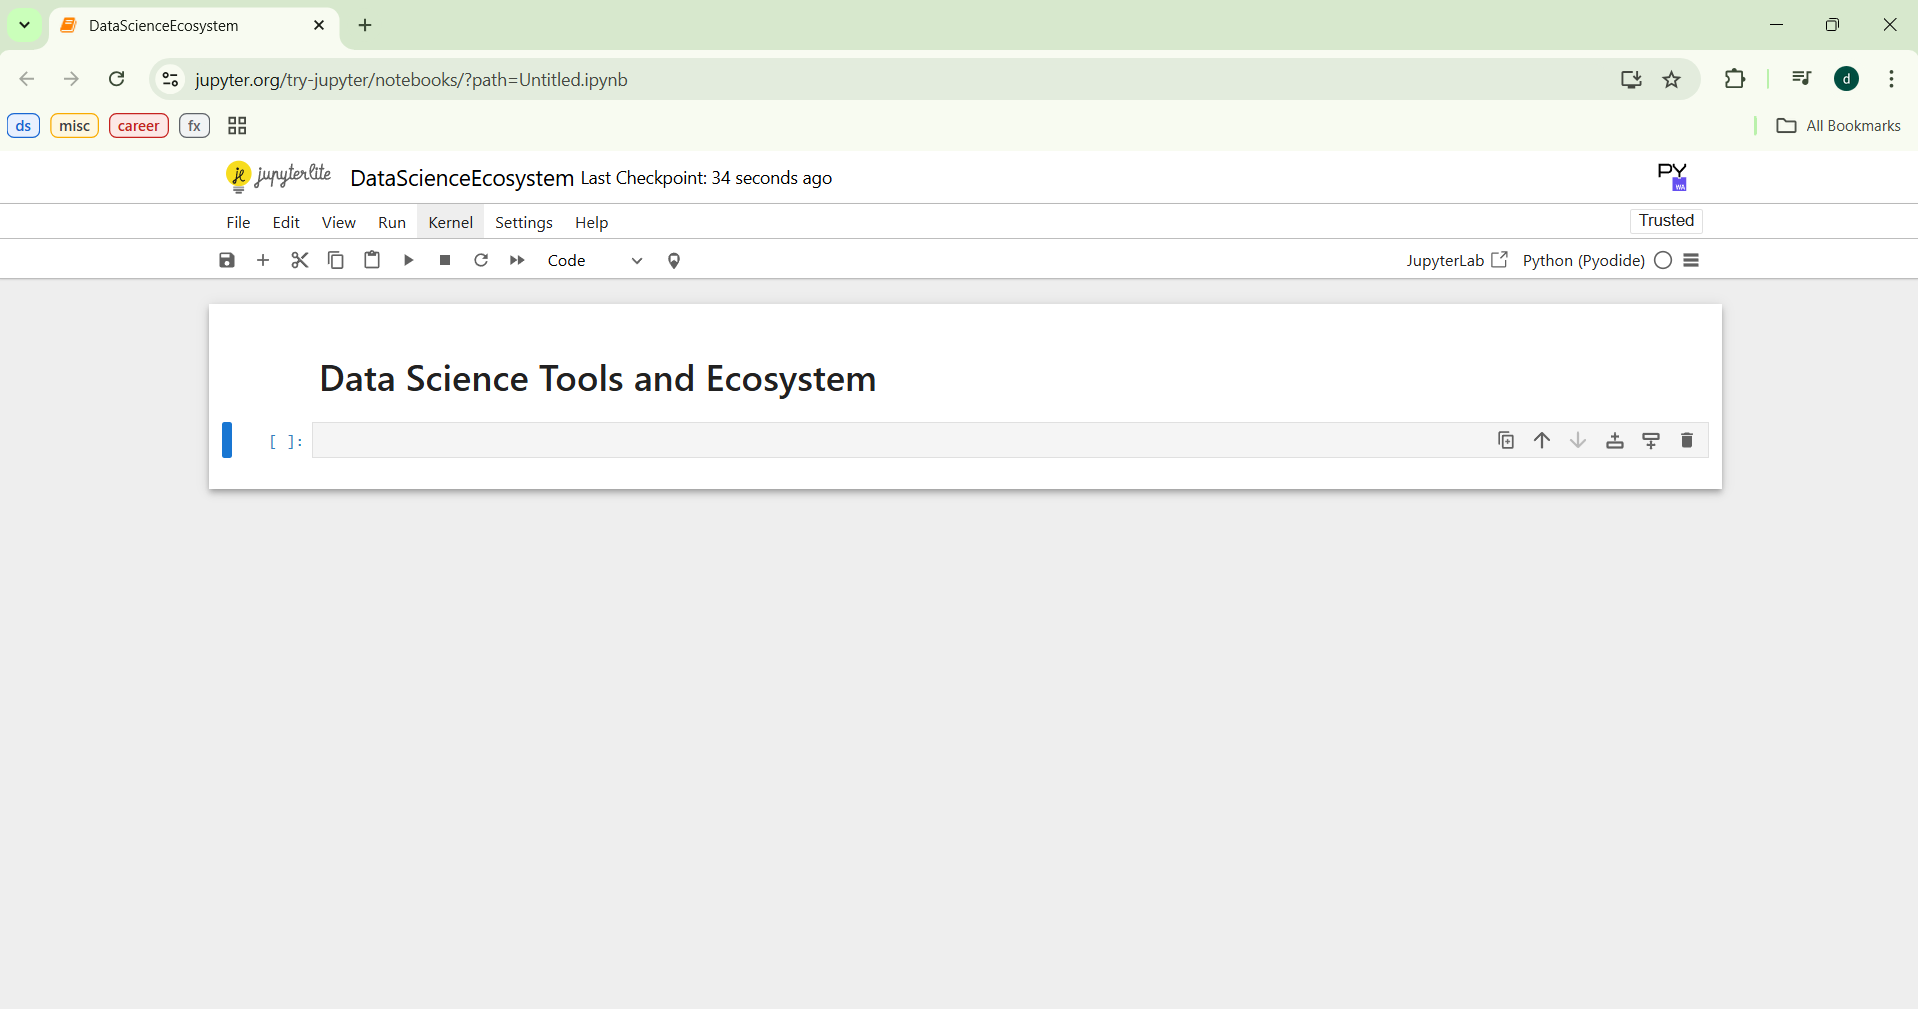 DataScienceEcosystem
jupyter.org/try-jupyter/notebooks/?path=Untitled.ipynb
d
ds misc career fx
All Bookmarks
jupyterlite DataScienceEcosystem Last Checkpoint: 34 seconds ago
PY
WA
File Edit View Run Kernel Settings Help
Trusted
Code
JupyterLab Python (Pyodide)
Data Science Tools and Ecosystem
[ ]: